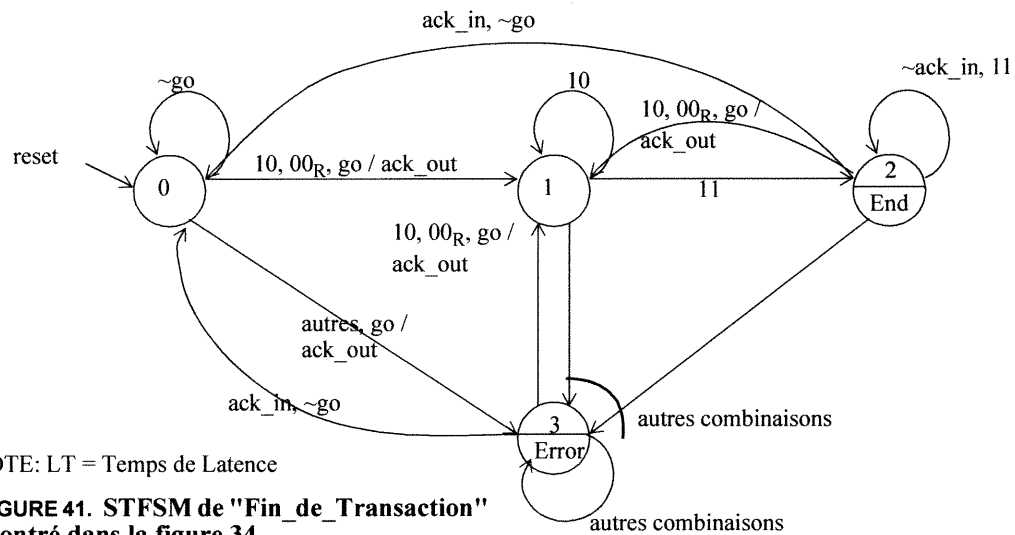 ack_in, ~go
~go
10
~ack_in, 11
10, 00R, go /
ack_out
reset
0
10, 00R, go / ack_out
1
11
2
End
10, 00R, go /
ack_out
autres, go /
ack_out
ack_in, ~go
3
Error
autres combinaisons
OTE: LT = Temps de Latence
GURE 41. STFSM de "Fin_de_Transaction"
autres combinaisons
ontré dans la figure 34